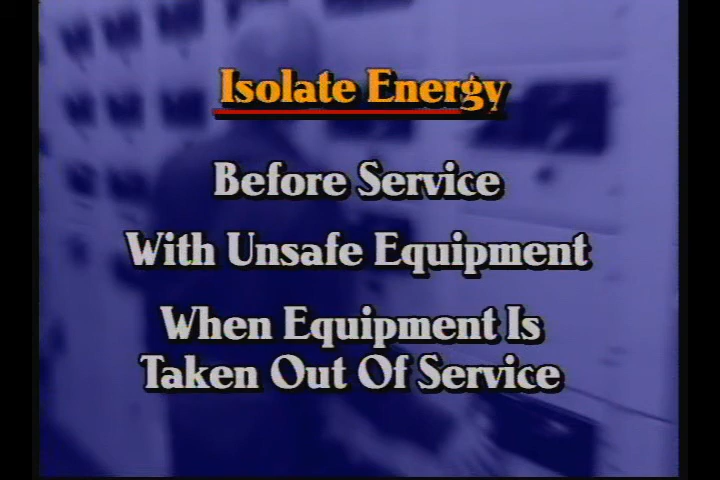 Isolate Energy
Before Service
With Unsafe Equipment
When Equipment Is
Taken Out Of Service